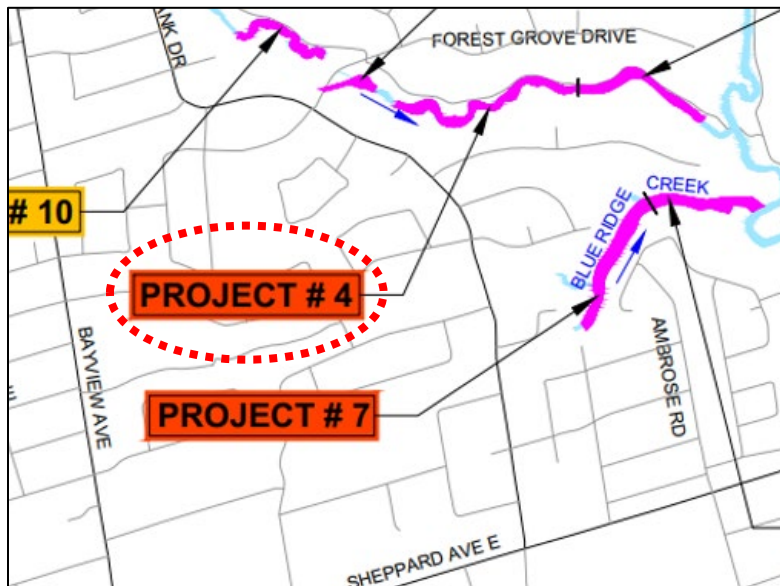 ANK DR
FOREST GROVE DRIVE
# 10
BLUE RIDGE
CREEK
PROJECT # 4
BAYVIEW AVE
AMBROSE RD
PROJECT # 7
SHEPPARD AVE E